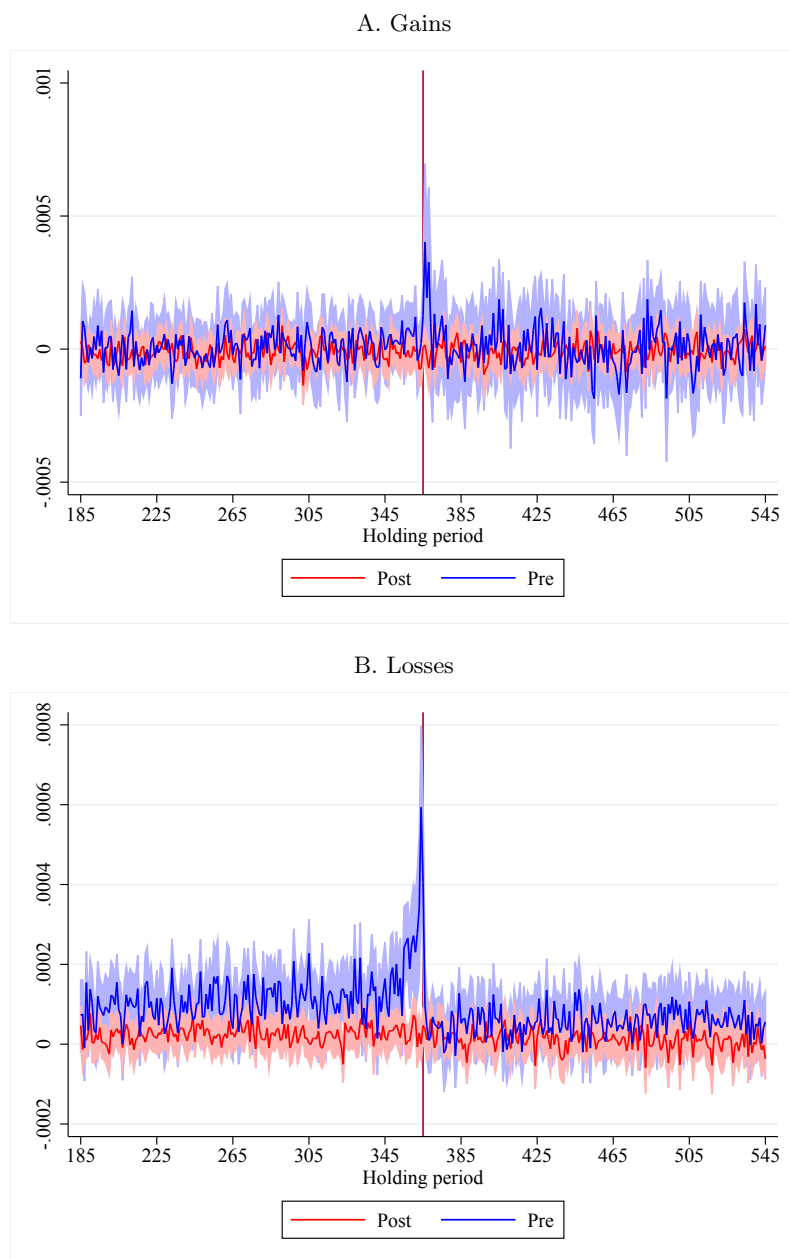 A. Gains
.001
.0005
0
-.0005
185 225 265 305 345 385 425 465 505 545
Holding period
Post Pre
B. Losses
.0008
.0006
.0004
.0002
0
-.0002
185 225 265 305 345 385 425 465 505 545
Holding period
Post Pre